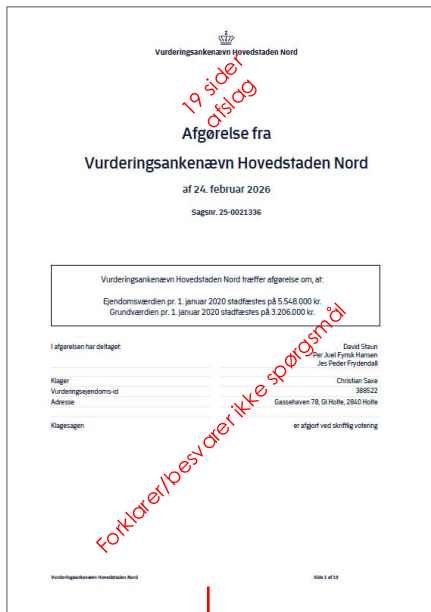 Vurderingsankenævn Hovedstaden Nord
19 sider
afslag
Afgørelse fra
Vurderingsankenævn Hovedstaden Nord
af 24. februar 2026
Sagsnr. 25-0021336
Vurderingsankenævn Hovedstaden Nord træffer afgørelse om, at:
Ejendomsværdien pr. 1. januar 2020 stadfæstes på 5.548.000 kr.
Grundværdien pr. 1. januar 2020 stadfæstes på 3.206.000 kr.
I afgørelsen har deltaget: David Staun
Per Juel Fynsk Hansen
Jes Peder Frydendall
Klager Christian Saxe
Vurderingsejendoms-id 388522
Adresse Gassehaven 78, Gl Holte, 2840 Holte
Klagesagen er afgjort ved skriftlig votering
Forklarer/besvarer ikke spørgsmål
Vurderingsankenævn Hovedstaden Nord Side 1 af 19